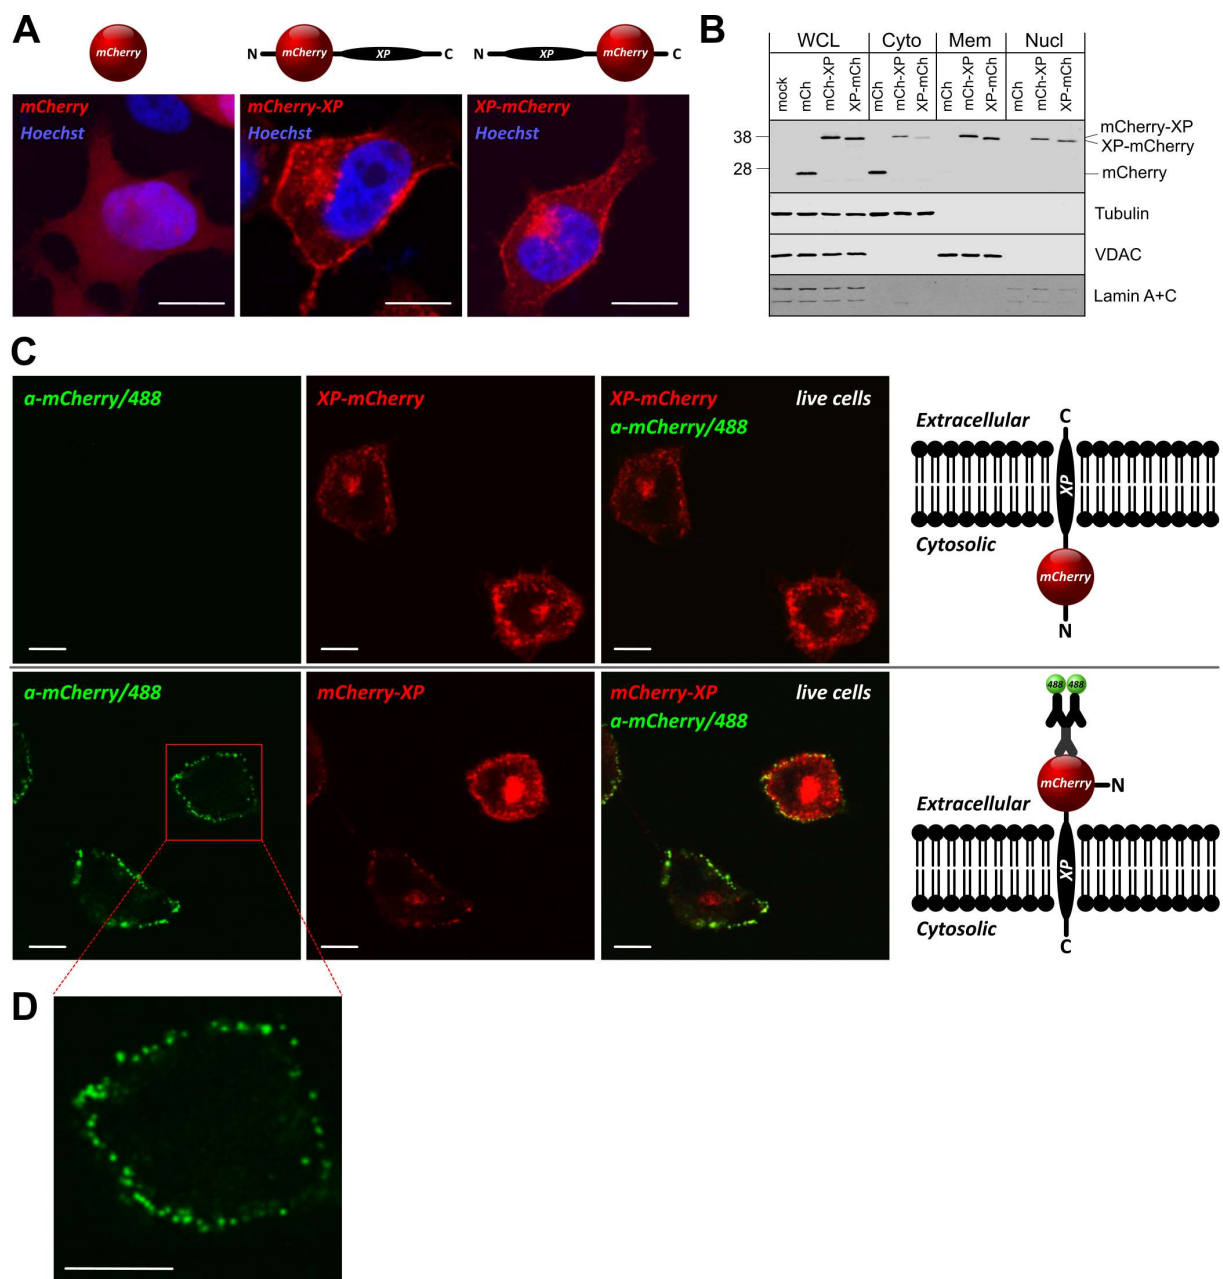 A
mCherry
N mCherry XP C
N XP mCherry C
mCherry
Hoechst
mCherry-XP
Hoechst
XP-mCherry
Hoechst
B
WCL Cyto Mem Nucl
mock mCh mCh-XP XP-mCh mCh mCh-XP XP-mCh mCh mCh-XP XP-mCh mCh mCh-XP XP-mCh
38
28
mCherry-XP
XP-mCherry
mCherry
Tubulin
VDAC
Lamin A+C
C
a-mCherry/488
XP-mCherry
XP-mCherry live cells
a-mCherry/488
C
Extracellular
XP
Cytosolic
mCherry
N
a-mCherry/488
mCherry-XP
mCherry-XP live cells
a-mCherry/488
488 488
mCherry N
Extracellular
XP
Cytosolic
C
D